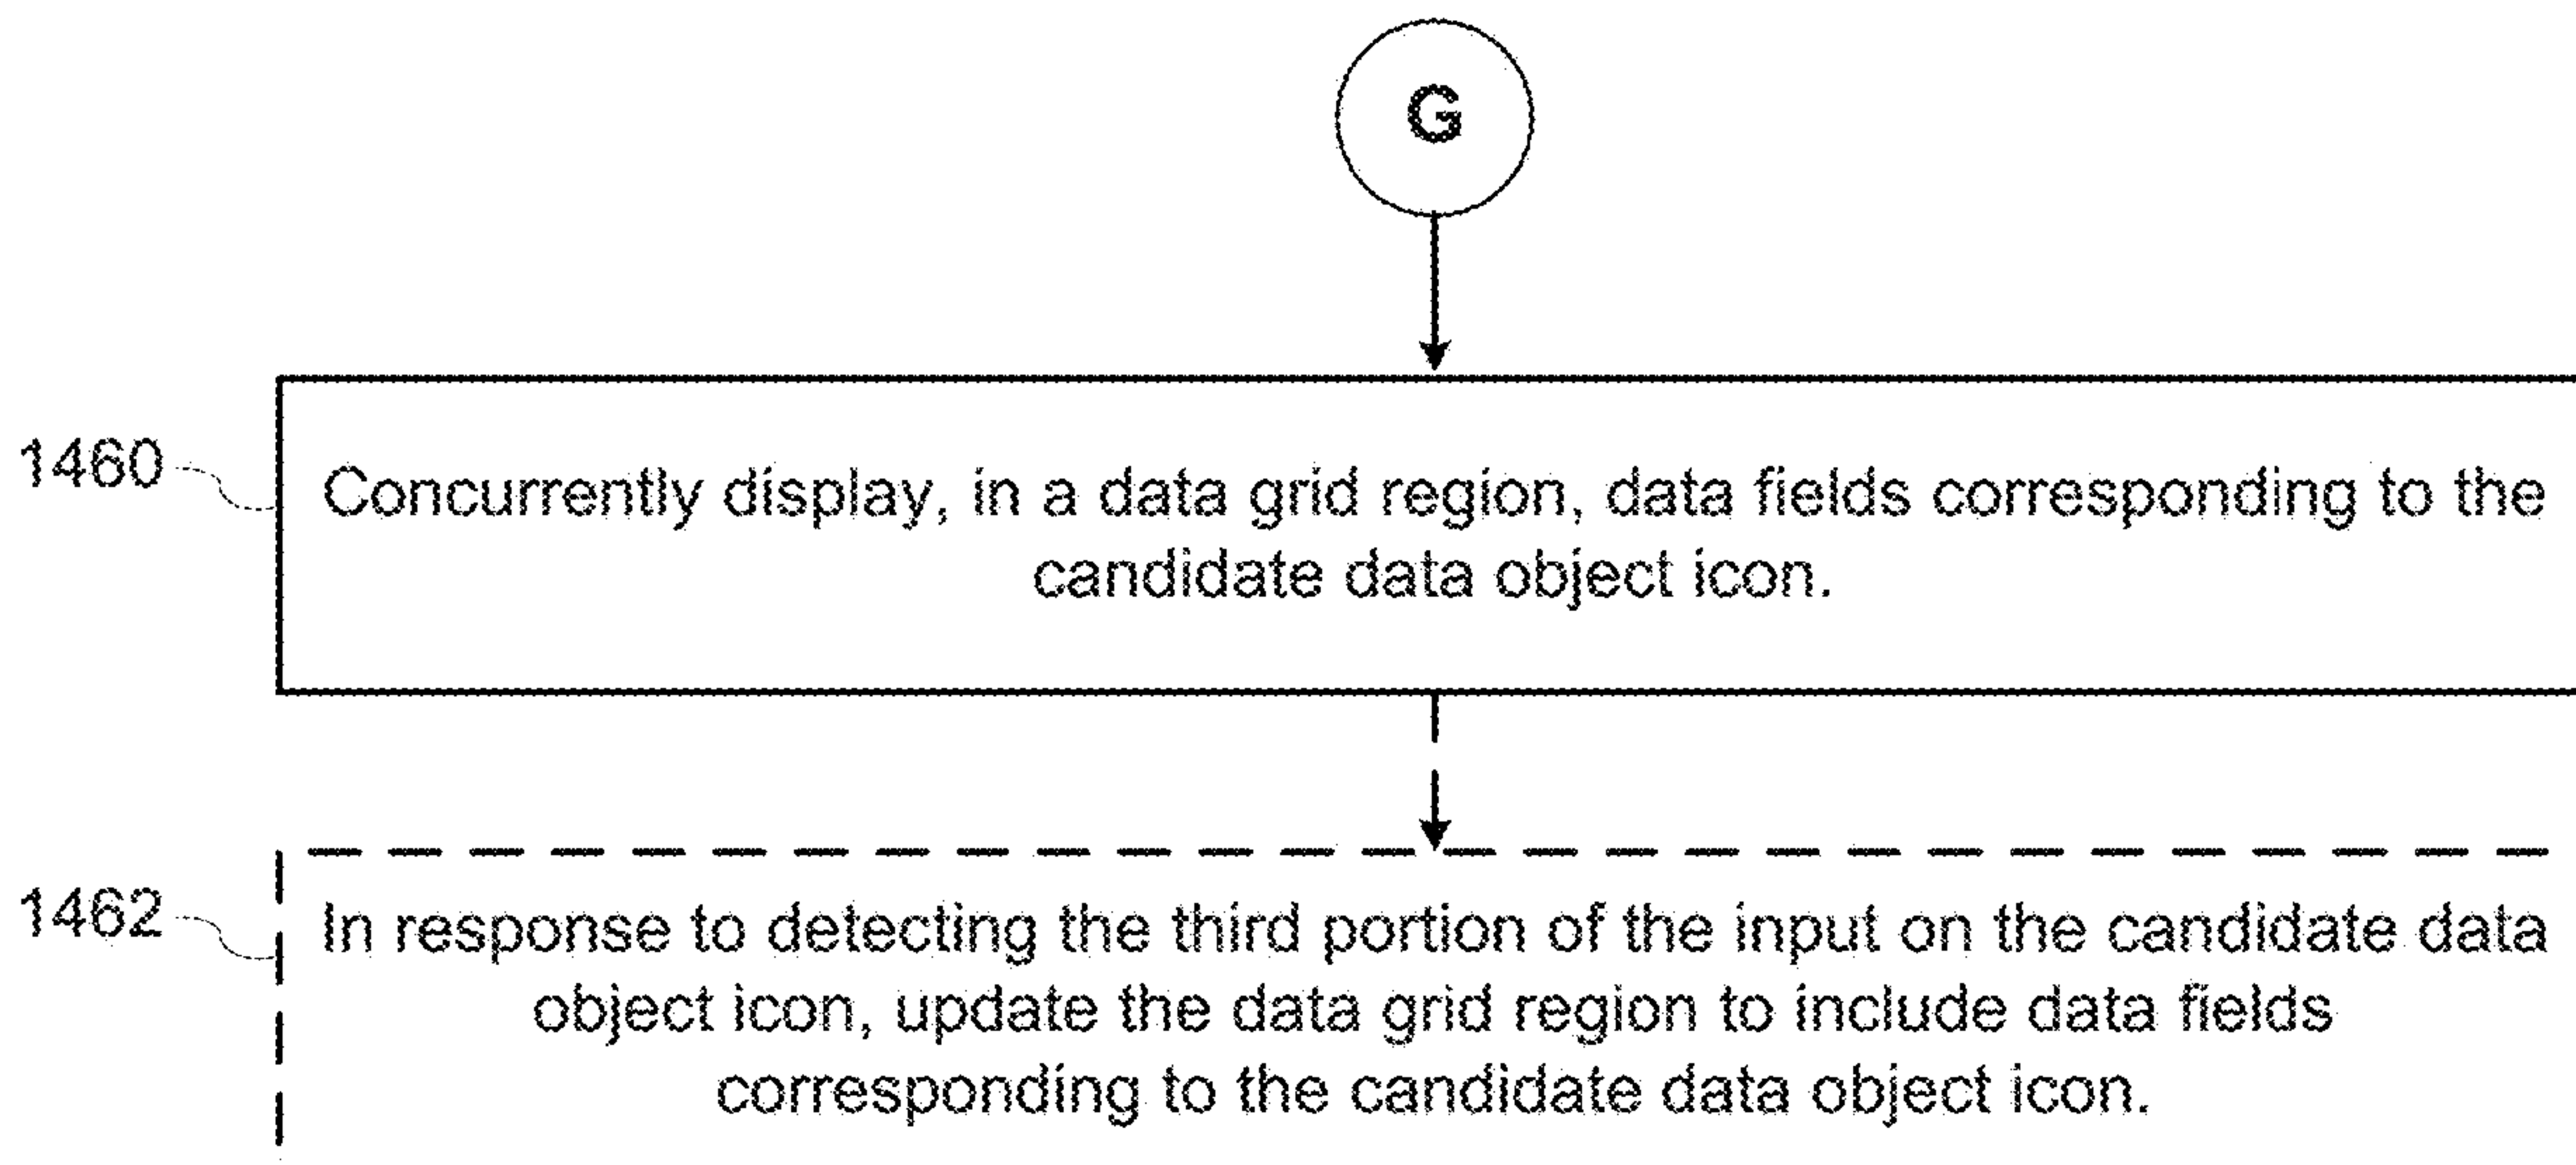 G
1460
Concurrently display, in a data grid region, data fields corresponding to the
candidate data object icon.
1462
In response to detecting the third portion of the input on the candidate data
object icon, update the data grid region to include data fields
corresponding to the candidate data object icon.